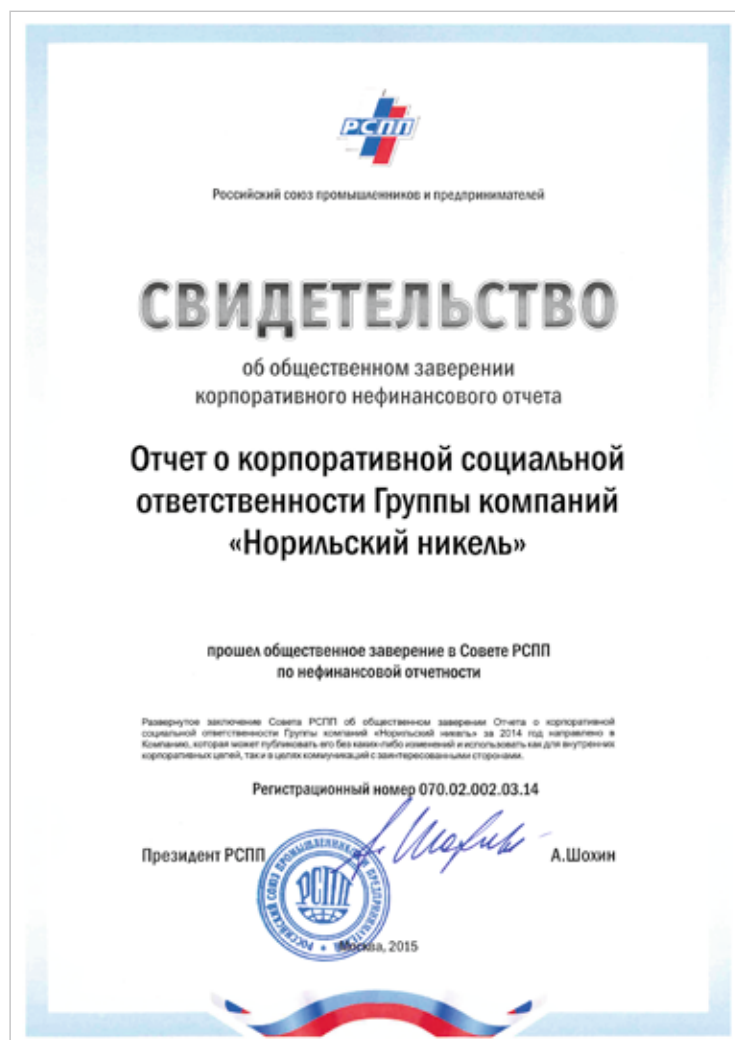 РСПП
Российский союз промышленников и предпринимателей
СВИДЕТЕЛЬСТВО
об общественном заверении
корпоративного нефинансового отчета
Отчет о корпоративной социальной
ответственности Группы компаний
«Норильский никель»
прошел общественное заверение в Совете РСПП
по нефинансовой отчетности
Развернутое заключение Совета РСПП об общественном заверении Отчета о корпоративной
социальной ответственности Группы компаний «Норильский никель» за 2014 год направлено в
Компанию, которая может публиковать его без каких-либо изменений и использовать как для внутренних
корпоративных целей, так и в целях коммуникаций с заинтересованными сторонами.
Регистрационный номер 070.02.002.03.14
Президент РСПП
А.Шохин
РОССИЙСКИЙ СОЮЗ ПРОМЫШЛЕННИКОВ И ПРЕДПРИНИМАТЕЛЕЙ
РСПП
Москва, 2015